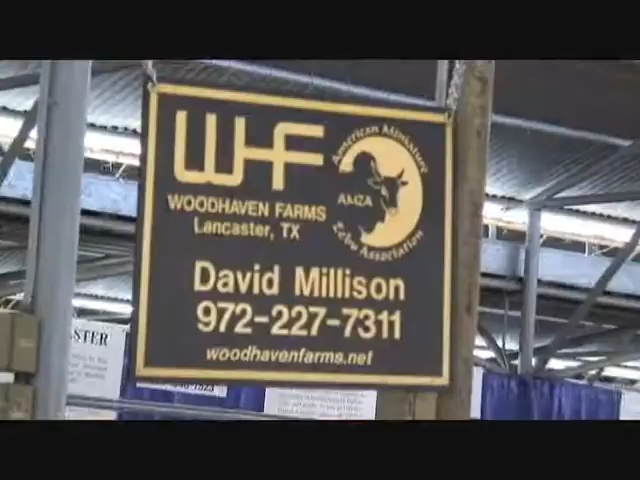 WHF
WOODHAVEN FARMS
Lancaster, TX
American Miniature
AMZA
Zebu Association
David Millison
972-227-7311
woodhavenfarms.net
STER